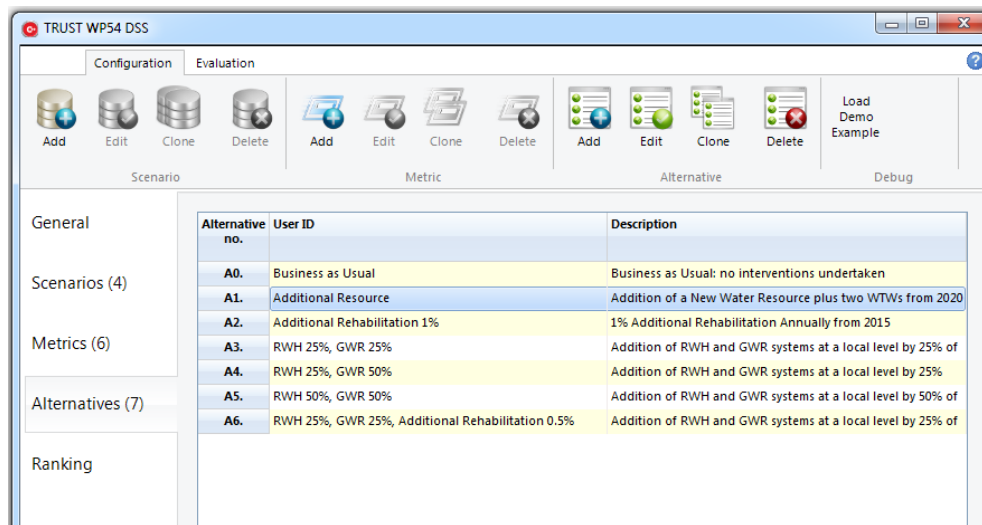 TRUST WP54 DSS
Configuration Evaluation
Add Edit Clone Delete Add Edit Clone Delete Add Edit Clone Delete Load Demo Example
Scenario Metric Alternative Debug
General
Scenarios (4)
Metrics (6)
Alternatives (7)
Ranking
Alternative no. User ID Description
A0. Business as Usual Business as Usual: no interventions undertaken
A1. Additional Resource Addition of a New Water Resource plus two WTWs from 2020
A2. Additional Rehabilitation 1% 1% Additional Rehabilitation Annually from 2015
A3. RWH 25%, GWR 25% Addition of RWH and GWR systems at a local level by 25% of
A4. RWH 25%, GWR 50% Addition of RWH and GWR systems at a local level by 25%
A5. RWH 50%, GWR 50% Addition of RWH and GWR systems at a local level by 50% of
A6. RWH 25%, GWR 25%, Additional Rehabilitation 0.5% Addition of RWH and GWR systems at a local level by 25% of